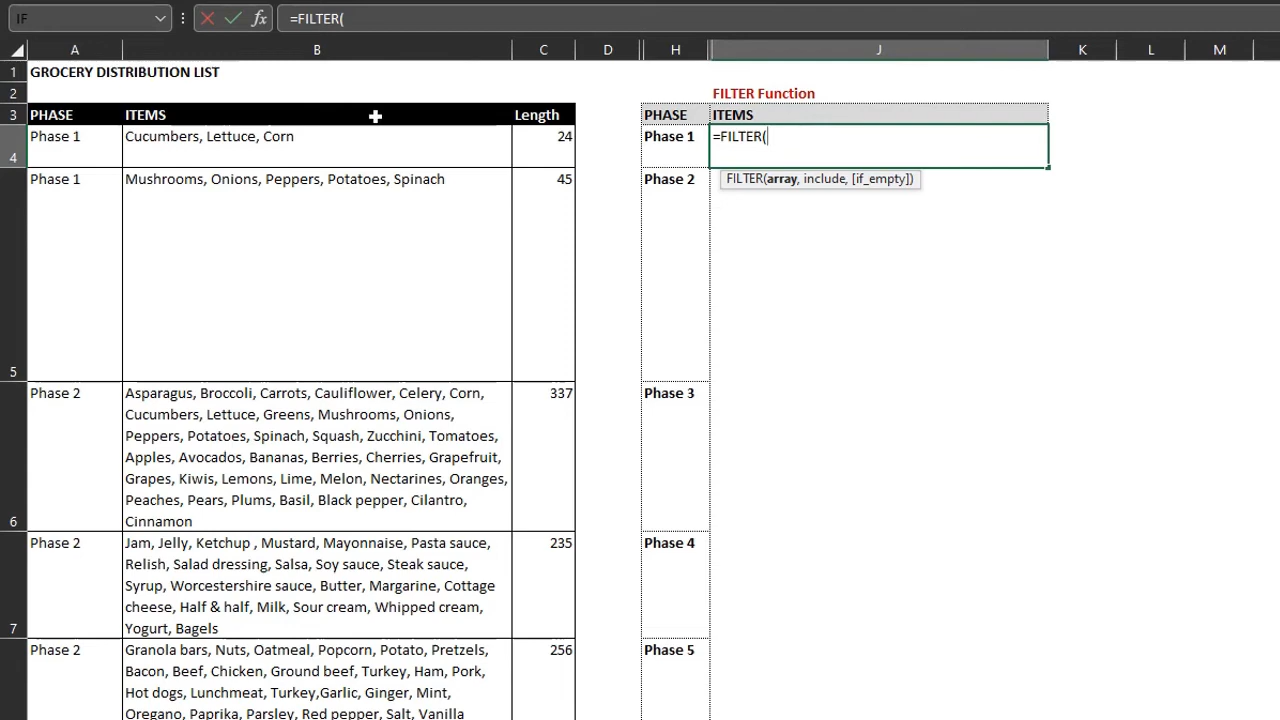 IF =FILTER(
A B C D H J K L M
1 GROCERY DISTRIBUTION LIST
2 FILTER Function
3 PHASE ITEMS Length PHASE ITEMS
Phase 1 Cucumbers, Lettuce, Corn 24 Phase 1 =FILTER(
4
Phase 1 Mushrooms, Onions, Peppers, Potatoes, Spinach 45 Phase 2 FILTER(array, include, [if_empty])
5
Phase 2 Asparagus, Broccoli, Carrots, Cauliflower, Celery, Corn, 337 Phase 3
Cucumbers, Lettuce, Greens, Mushrooms, Onions,
Peppers, Potatoes, Spinach, Squash, Zucchini, Tomatoes,
Apples, Avocados, Bananas, Berries, Cherries, Grapefruit,
Grapes, Kiwis, Lemons, Lime, Melon, Nectarines, Oranges,
Peaches, Pears, Plums, Basil, Black pepper, Cilantro,
6 Cinnamon
Phase 2 Jam, Jelly, Ketchup , Mustard, Mayonnaise, Pasta sauce, 235 Phase 4
Relish, Salad dressing, Salsa, Soy sauce, Steak sauce,
Syrup, Worcestershire sauce, Butter, Margarine, Cottage
cheese, Half & half, Milk, Sour cream, Whipped cream,
7 Yogurt, Bagels
Phase 2 Granola bars, Nuts, Oatmeal, Popcorn, Potato, Pretzels, 256 Phase 5
Bacon, Beef, Chicken, Ground beef, Turkey, Ham, Pork,
Hot dogs, Lunchmeat, Turkey,Garlic, Ginger, Mint,
Oregano, Paprika, Parsley, Red pepper, Salt, Vanilla